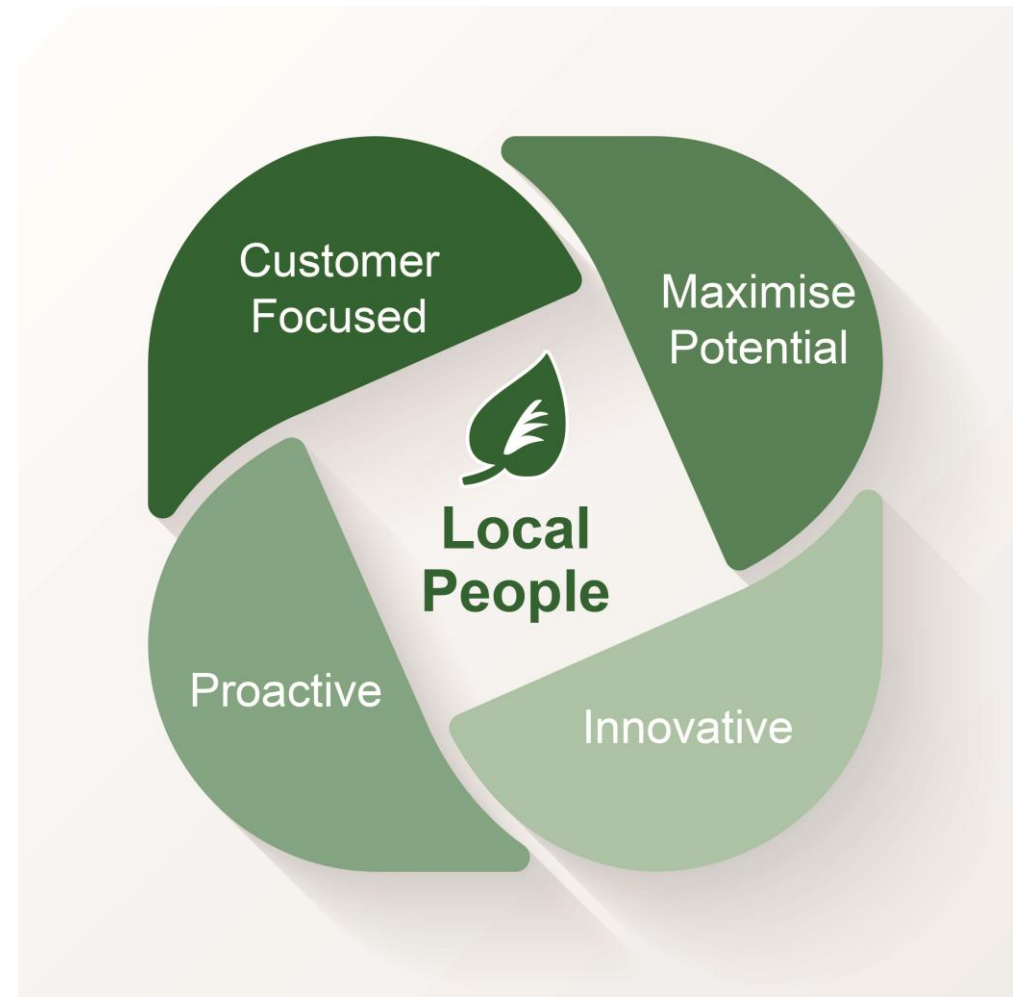 Customer
Focused
Maximise
Potential
Local
People
Proactive
Innovative